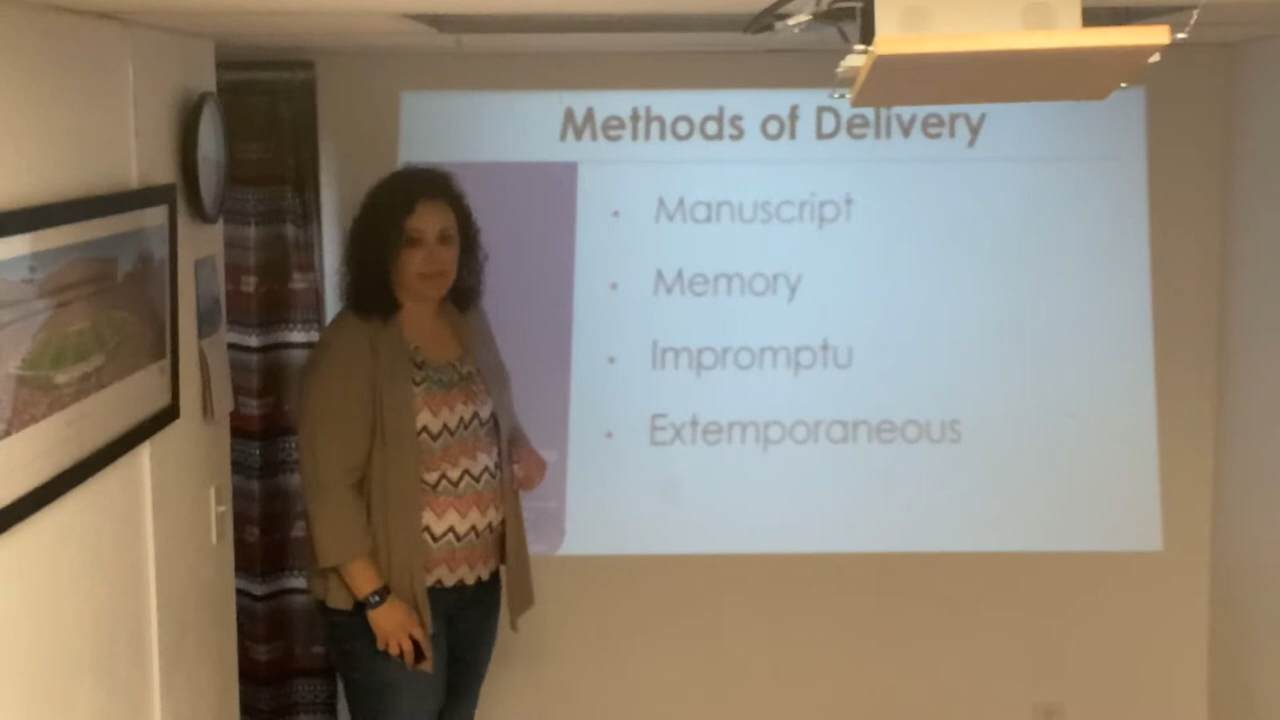 Methods of Delivery
• Manuscript
• Memory
• Impromptu
• Extemporaneous